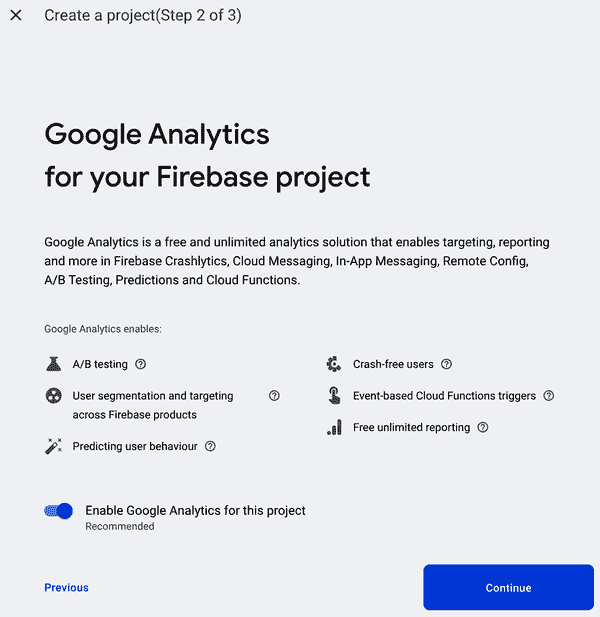 Create a project(Step 2 of 3)
Google Analytics
for your Firebase project
Google Analytics is a free and unlimited analytics solution that enables targeting, reporting
and more in Firebase Crashlytics, Cloud Messaging, In-App Messaging, Remote Config,
A/B Testing, Predictions and Cloud Functions.
Google Analytics enables:
A/B testing
User segmentation and targeting
across Firebase products
Predicting user behaviour
Crash-free users
Event-based Cloud Functions triggers
Free unlimited reporting
Enable Google Analytics for this project
Recommended
Previous
Continue